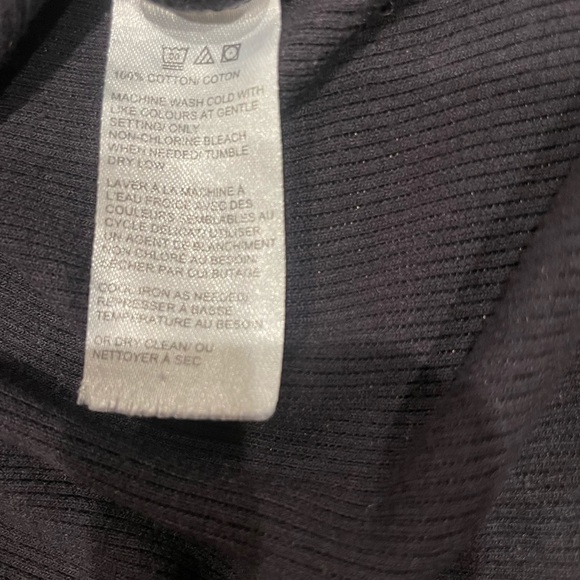 100% COTTON/ COTON
MACHINE WASH COLD WITH
LIKE COLOURS AT GENTLE
SETTING/ ONLY
NON-CHLORINE BLEACH
WHEN NEEDED/ TUMBLE
DRY LOW
LAVER À LA MACHINE À
L'EAU FROIDE AVEC DES
COULEURS SEMBLABLES AU
CYCLE DELICAT/ UTILISER
UN AGENT DE BLANCHIMENT
NON CHLORÉ AU BESOIN/
SÉCHER PAR CULBUTAGE
COOL IRON AS NEEDED/
REPRESSER À BASSE
TEMPÉRATURE AU BESOIN
OR DRY CLEAN/ OU
NETTOYER À SEC